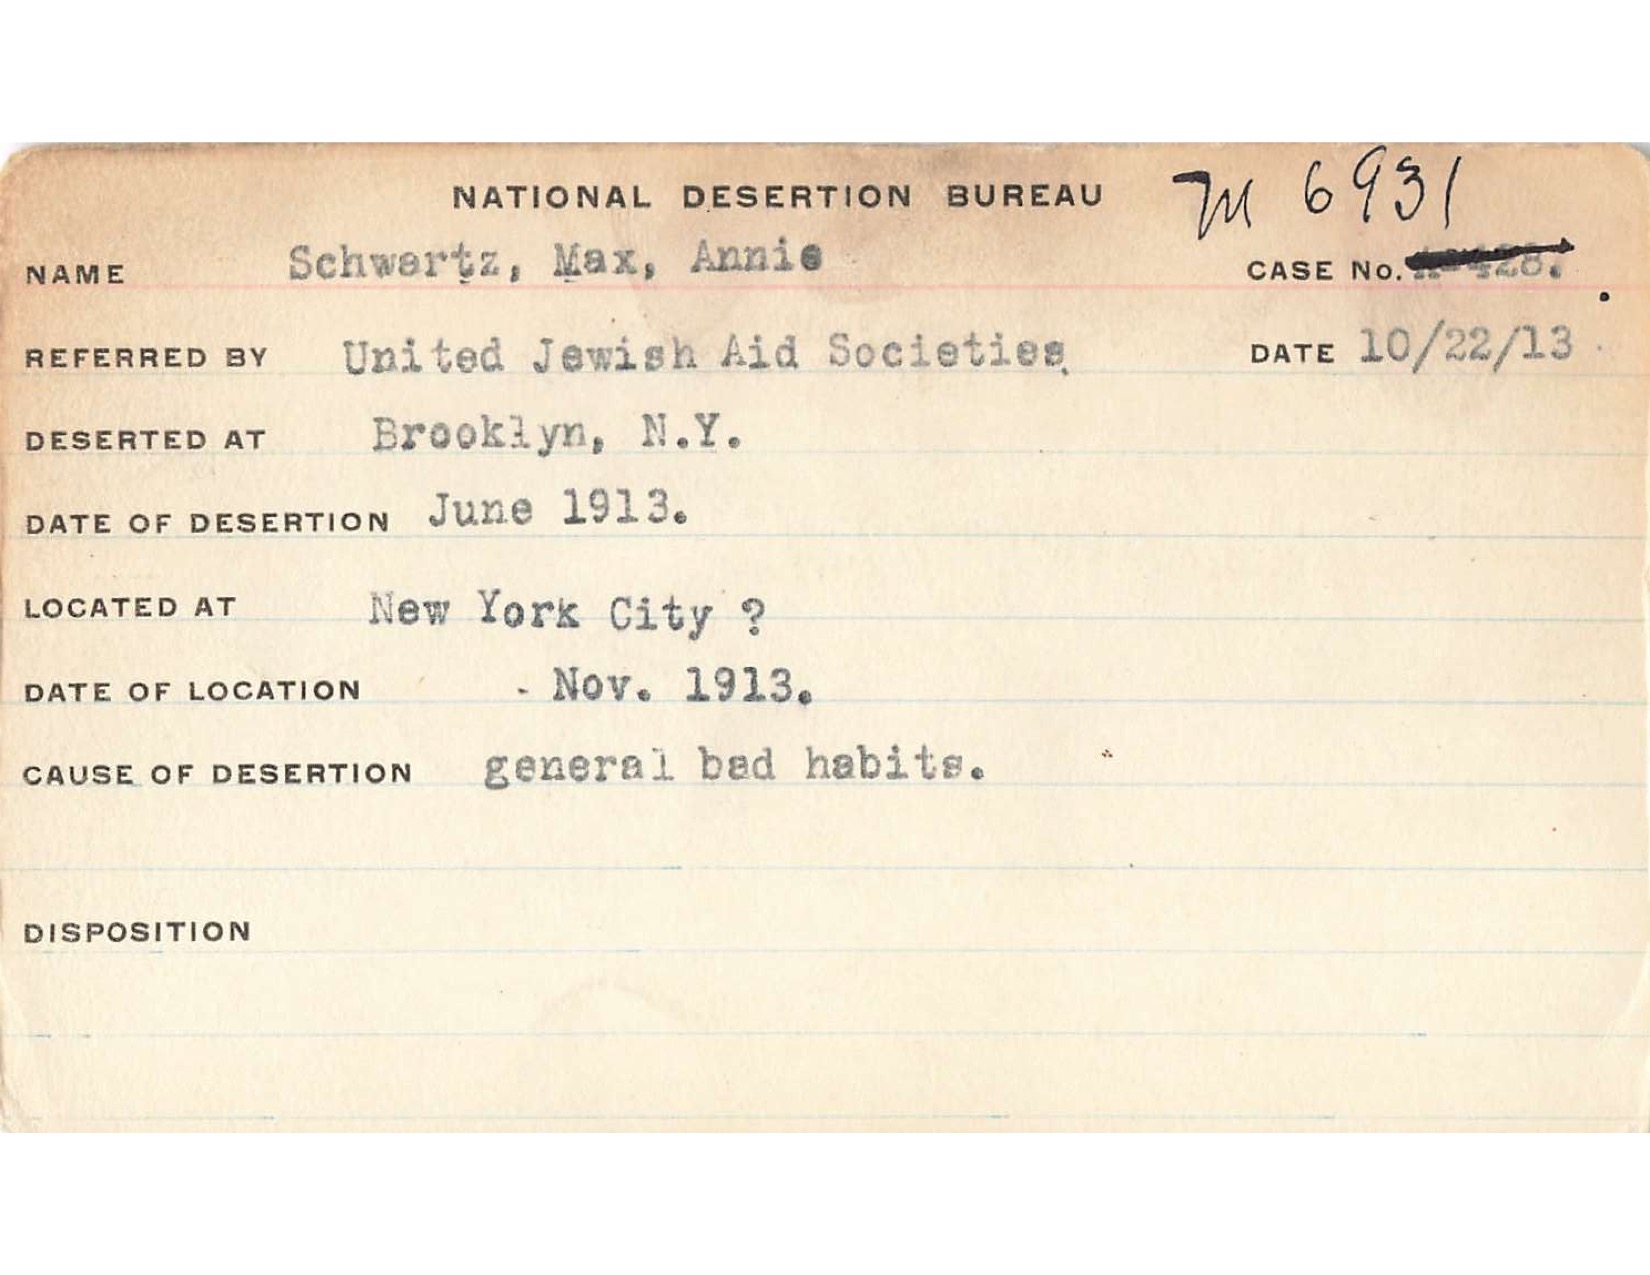 NATIONAL DESERTION BUREAU M 6931
NAME Schwartz, Max, Annie CASE No. 428.
REFERRED BY United Jewish Aid Societies DATE 10/22/13
DESERTED AT Brooklyn, N.Y.
DATE OF DESERTION June 1913.
LOCATED AT New York City ?
DATE OF LOCATION - Nov. 1913.
CAUSE OF DESERTION general bad habits.
DISPOSITION